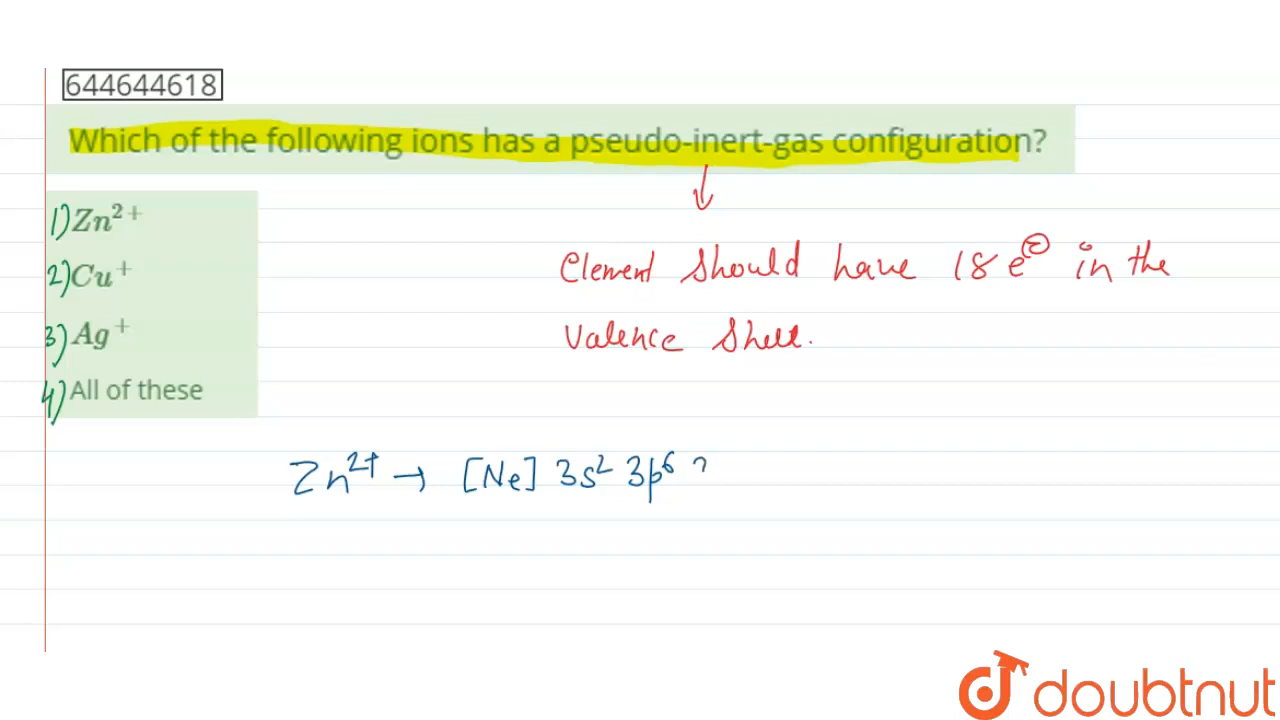 644644618
Which of the following ions has a pseudo-inert-gas configuration?
1) Zn²⁺
2) Cu⁺
3) Ag⁺
4) All of these
Element should have 18 e⊖ in the
Valence Shell.
Zn²⁺ → [Ne] 3s² 3p⁶
doubtnut